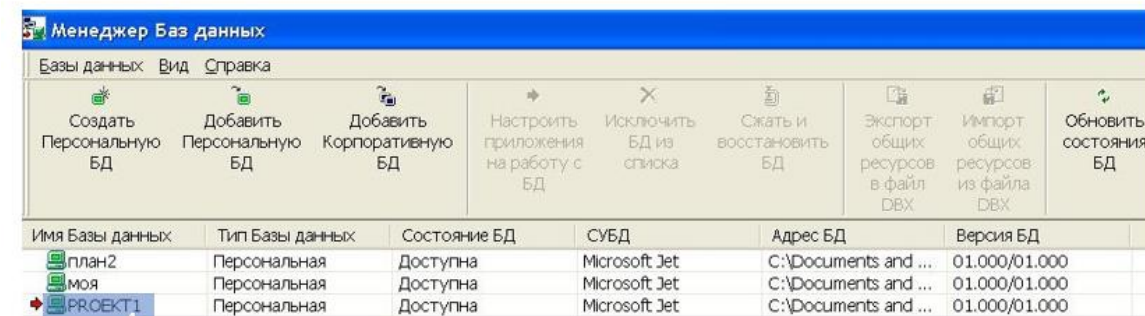 Менеджер Баз данных
Базы данных Вид Справка
Создать Персональную БД
Добавить Персональную БД
Добавить Корпоративную БД
Настроить приложения на работу с БД
Исключить БД из списка
Сжать и восстановить БД
Экспорт общих ресурсов в файл DBX
Импорт общих ресурсов из файла DBX
Обновить состояния БД
Имя Базы данных Тип Базы данных Состояние БД СУБД Адрес БД Версия БД
план2 Персональная Доступна Microsoft Jet C:\Documents and ... 01.000/01.000
моя Персональная Доступна Microsoft Jet C:\Documents and ... 01.000/01.000
PROEKT1 Персональная Доступна Microsoft Jet C:\Documents and ... 01.000/01.000